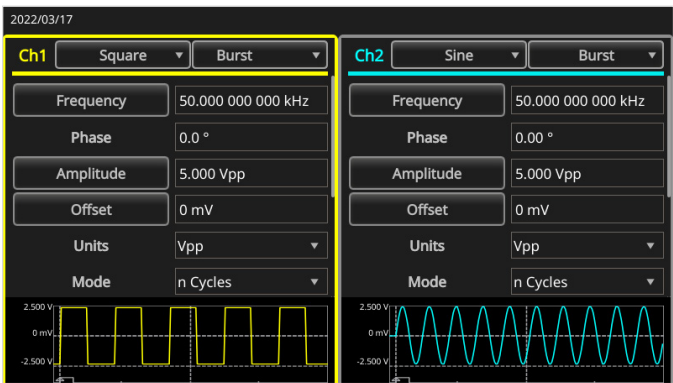 2022/03/17
Ch1 Square Burst
Frequency 50.000 000 000 kHz
Phase 0.0 °
Amplitude 5.000 Vpp
Offset 0 mV
Units Vpp
Mode n Cycles
2.500 V
0 mV
-2.500 V
Ch2 Sine Burst
Frequency 50.000 000 000 kHz
Phase 0.00 °
Amplitude 5.000 Vpp
Offset 0 mV
Units Vpp
Mode n Cycles
2.500 V
0 mV
-2.500 V